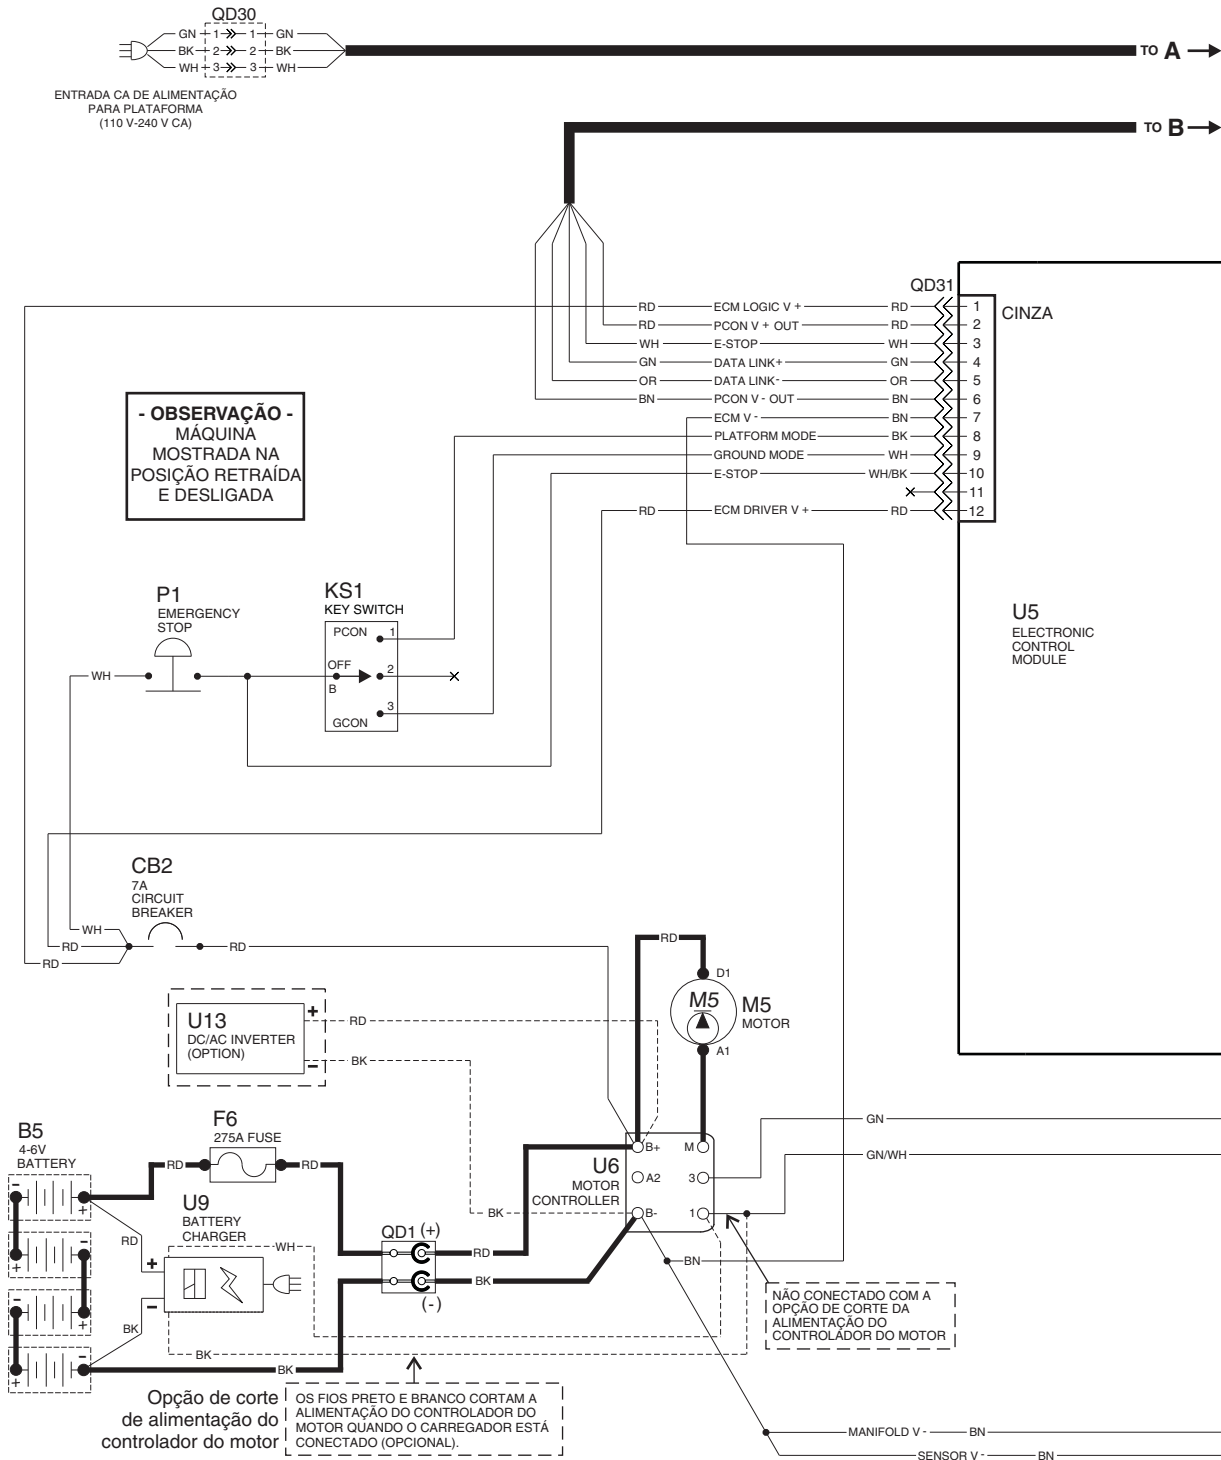 QD30
GN 1 1 GN
BK 2 2 BK
WH 3 3 WH
TO A
ENTRADA CA DE ALIMENTAÇÃO
PARA PLATAFORMA
(110 V-240 V CA)
TO B
QD31
CINZA
RD ECM LOGIC V + RD 1
RD PCON V + OUT RD 2
WH E-STOP WH 3
GN DATA LINK+ GN 4
OR DATA LINK- OR 5
BN PCON V - OUT BN 6
ECM V - BN 7
PLATFORM MODE BK 8
GROUND MODE WH 9
E-STOP WH/BK 10
11
RD ECM DRIVER V + RD 12
- OBSERVAÇÃO -
MÁQUINA
MOSTRADA NA
POSIÇÃO RETRAÍDA
E DESLIGADA
P1
EMERGENCY
STOP
WH
KS1
KEY SWITCH
PCON 1
OFF 2
B
3
GCON
U5
ELECTRONIC
CONTROL
MODULE
CB2
7A
CIRCUIT
BREAKER
WH
RD
RD
RD
RD
D1
M5
M5
MOTOR
A1
U13
DC/AC INVERTER
(OPTION)
+
-
RD
BK
B5
4-6V
BATTERY
-
+
-
+
-
+
-
+
F6
275A FUSE
RD
RD
U9
BATTERY
CHARGER
RD
+
-
BK
WH
BK
BK
QD1 (+)
(-)
RD
BK
BK
U6
MOTOR
CONTROLLER
B+ M
A2 3
B- 1
GN
GN/WH
BN
NÃO CONECTADO COM A
OPÇÃO DE CORTE DA
ALIMENTAÇÃO DO
CONTROLADOR DO MOTOR
Opção de corte
de alimentação do
controlador do motor
OS FIOS PRETO E BRANCO CORTAM A
ALIMENTAÇÃO DO CONTROLADOR DO
MOTOR QUANDO O CARREGADOR ESTÁ
CONECTADO (OPCIONAL).
MANIFOLD V - BN
SENSOR V - BN